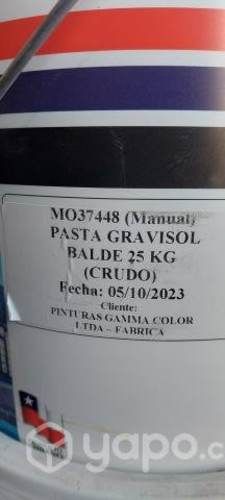 MO37448 (Manual)
PASTA GRAVISOL
BALDE 25 KG
(CRUDO)
Fecha: 05/10/2023
Cliente:
PINTURAS GAMMA COLOR
LTDA – FABRICA
yapo.cl